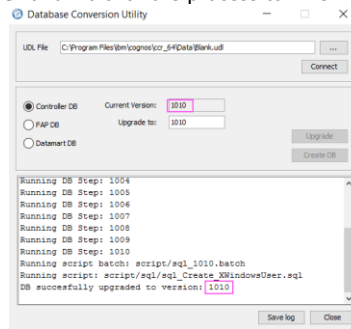 Database Conversion Utility
UDL File C:\Program Files\ibm\cognos\ccr_64\Data\Blank.udl ...
Connect
Controller DB Current Version: 1010
FAP DB Upgrade to: 1010
Datamart DB
Upgrade
Create DB
Running DB Step: 1004
Running DB Step: 1005
Running DB Step: 1006
Running DB Step: 1007
Running DB Step: 1008
Running DB Step: 1009
Running DB Step: 1010
Running script batch: script/sql_1010.batch
Running script: script/sql/sql_Create_XWindowsUser.sql
DB succesfully upgraded to version: 1010
Save log Close